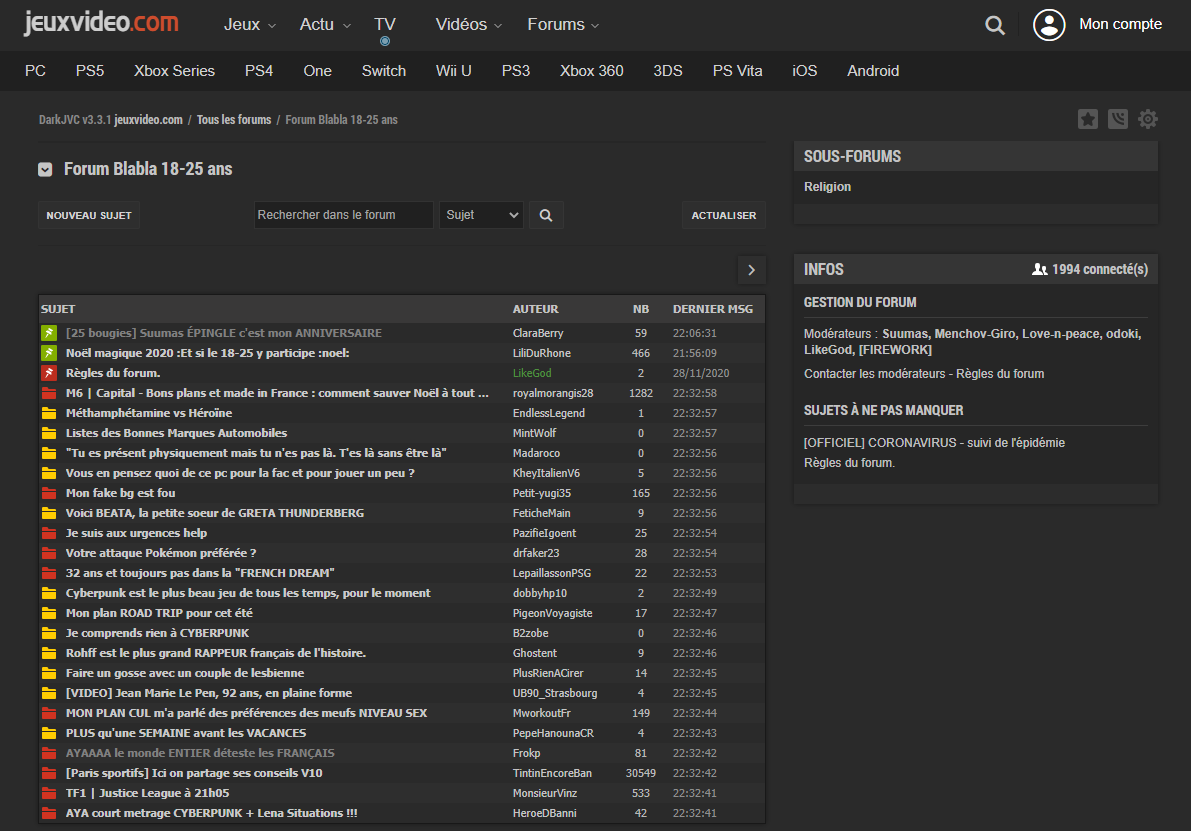 jeuxvideo.com Jeux Actu TV Vidéos Forums Mon compte
PC PS5 Xbox Series PS4 One Switch Wii U PS3 Xbox 360 3DS PS Vita iOS Android
DarkJVC v3.3.1 jeuxvideo.com / Tous les forums / Forum Blabla 18-25 ans
Forum Blabla 18-25 ans
NOUVEAU SUJET Rechercher dans le forum Sujet ACTUALISER
SUJET AUTEUR NB DERNIER MSG
[25 bougies] Suumas ÉPINGLE c'est mon ANNIVERSAIRE ClaraBerry 59 22:06:31
Noël magique 2020 :Et si le 18-25 y participe :noel: LiliDuRhone 466 21:56:09
Règles du forum. LikeGod 2 28/11/2020
M6 | Capital - Bons plans et made in France : comment sauver Noël à tout ... royalmorangis28 1282 22:32:58
Méthamphétamine vs Héroïne EndlessLegend 1 22:32:57
Listes des Bonnes Marques Automobiles MintWolf 0 22:32:57
"Tu es présent physiquement mais tu n'es pas là. T'es là sans être là" Madaroco 0 22:32:56
Vous en pensez quoi de ce pc pour la fac et pour jouer un peu ? KheyItalienV6 5 22:32:56
Mon fake bg est fou Petit-yugi35 165 22:32:56
Voici BEATA, la petite soeur de GRETA THUNDERBERG FeticheMain 9 22:32:56
Je suis aux urgences help PazifieIgoent 25 22:32:54
Votre attaque Pokémon préférée ? drfaker23 28 22:32:54
32 ans et toujours pas dans la "FRENCH DREAM" LepaillassonPSG 22 22:32:53
Cyberpunk est le plus beau jeu de tous les temps, pour le moment dobbyhp10 2 22:32:49
Mon plan ROAD TRIP pour cet été PigeonVoyagiste 17 22:32:47
Je comprends rien à CYBERPUNK B2zobe 0 22:32:46
Rohff est le plus grand RAPPEUR français de l'histoire. Ghostent 9 22:32:46
Faire un gosse avec un couple de lesbienne PlusRienACirer 14 22:32:45
[VIDEO] Jean Marie Le Pen, 92 ans, en plaine forme UB90_Strasbourg 4 22:32:45
MON PLAN CUL m'a parlé des préférences des meufs NIVEAU SEX MworkoutFr 149 22:32:44
PLUS qu'une SEMAINE avant les VACANCES PepeHanounaCR 4 22:32:43
AYAAAA le monde ENTIER déteste les FRANÇAIS Frokp 81 22:32:42
[Paris sportifs] Ici on partage ses conseils V10 TintinEncoreBan 30549 22:32:42
TF1 | Justice League à 21h05 MonsieurVinz 533 22:32:41
AYA court metrage CYBERPUNK + Lena Situations !!! HeroeDBanni 42 22:32:41
SOUS-FORUMS
Religion
INFOS 1994 connecté(s)
GESTION DU FORUM
Modérateurs : Suumas, Menchov-Giro, Love-n-peace, odoki,
LikeGod, [FIREWORK]
Contacter les modérateurs - Règles du forum
SUJETS À NE PAS MANQUER
[OFFICIEL] CORONAVIRUS - suivi de l'épidémie
Règles du forum.